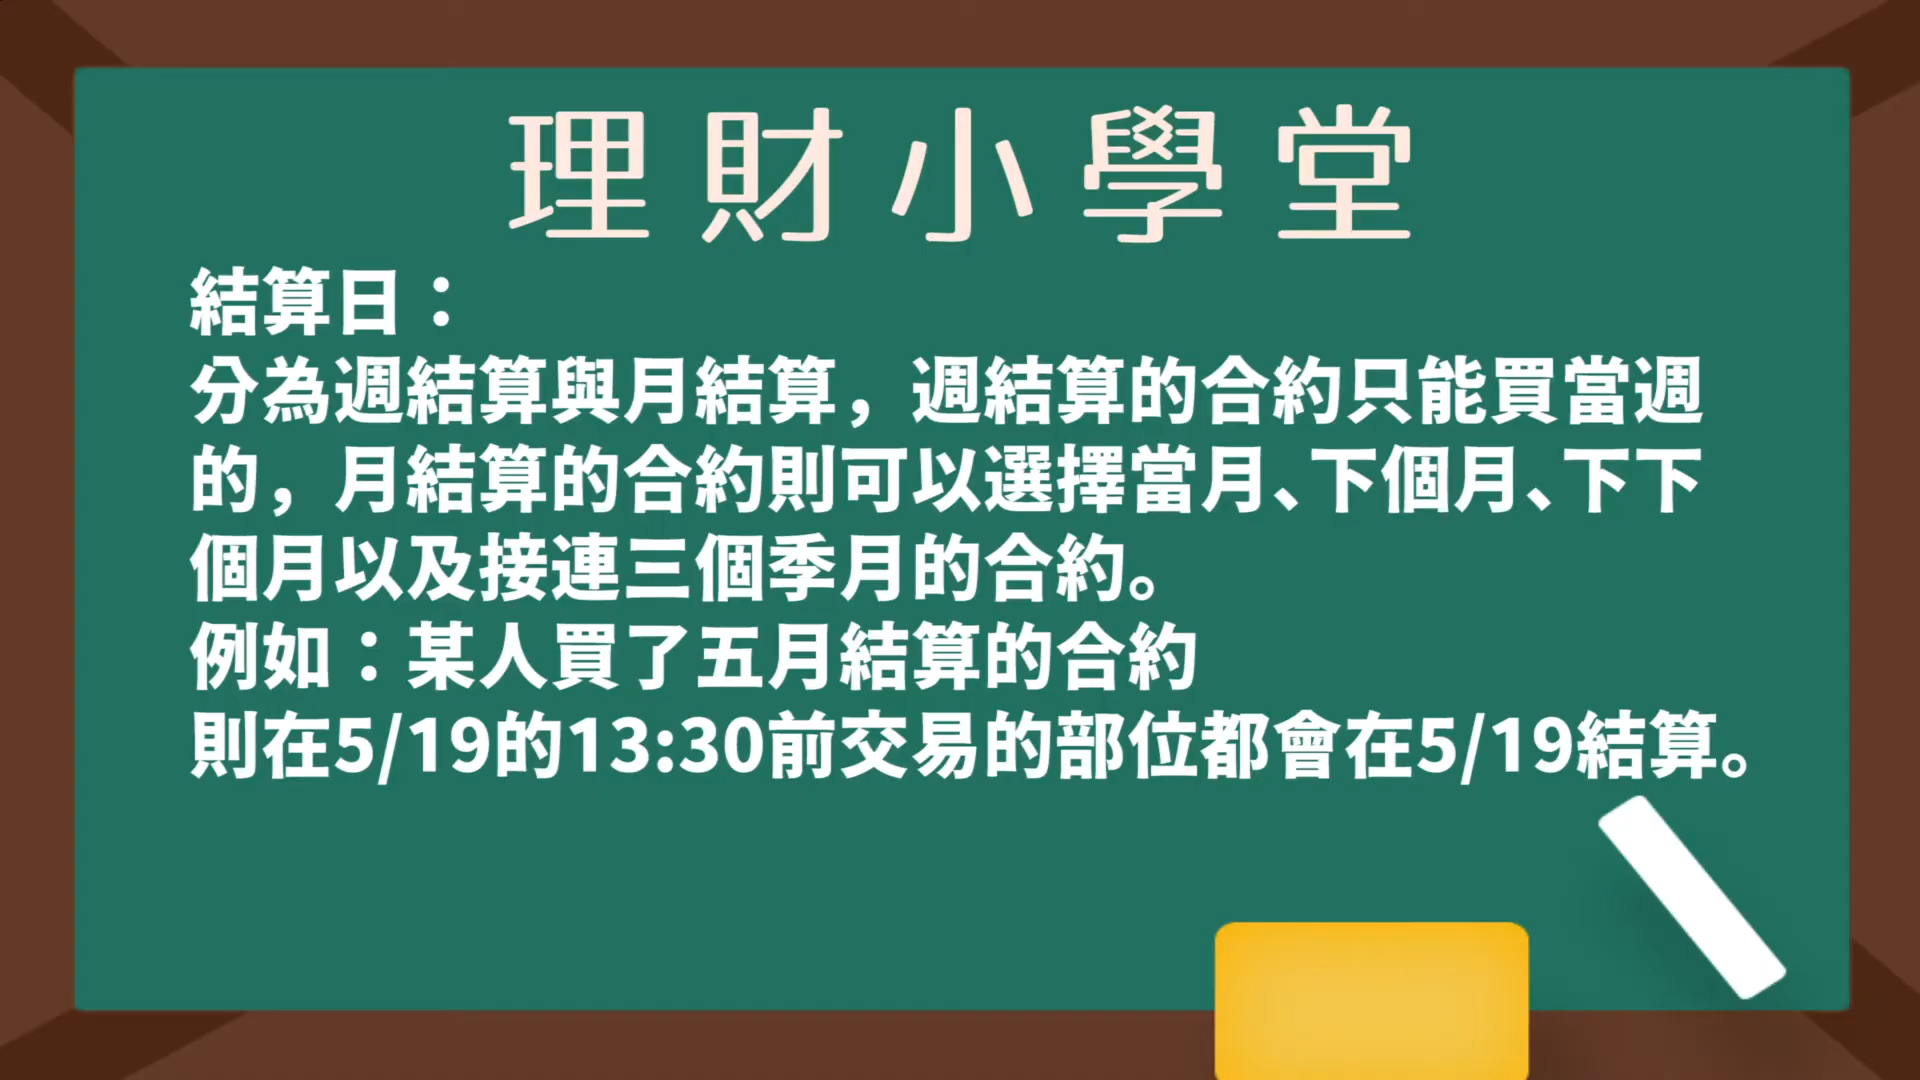 理財小學堂
結算日：
分為週結算與月結算，週結算的合約只能買當週
的，月結算的合約則可以選擇當月、下個月、下下
個月以及接連三個季月的合約。
例如：某人買了五月結算的合約
則在5/19的13:30前交易的部位都會在5/19結算。